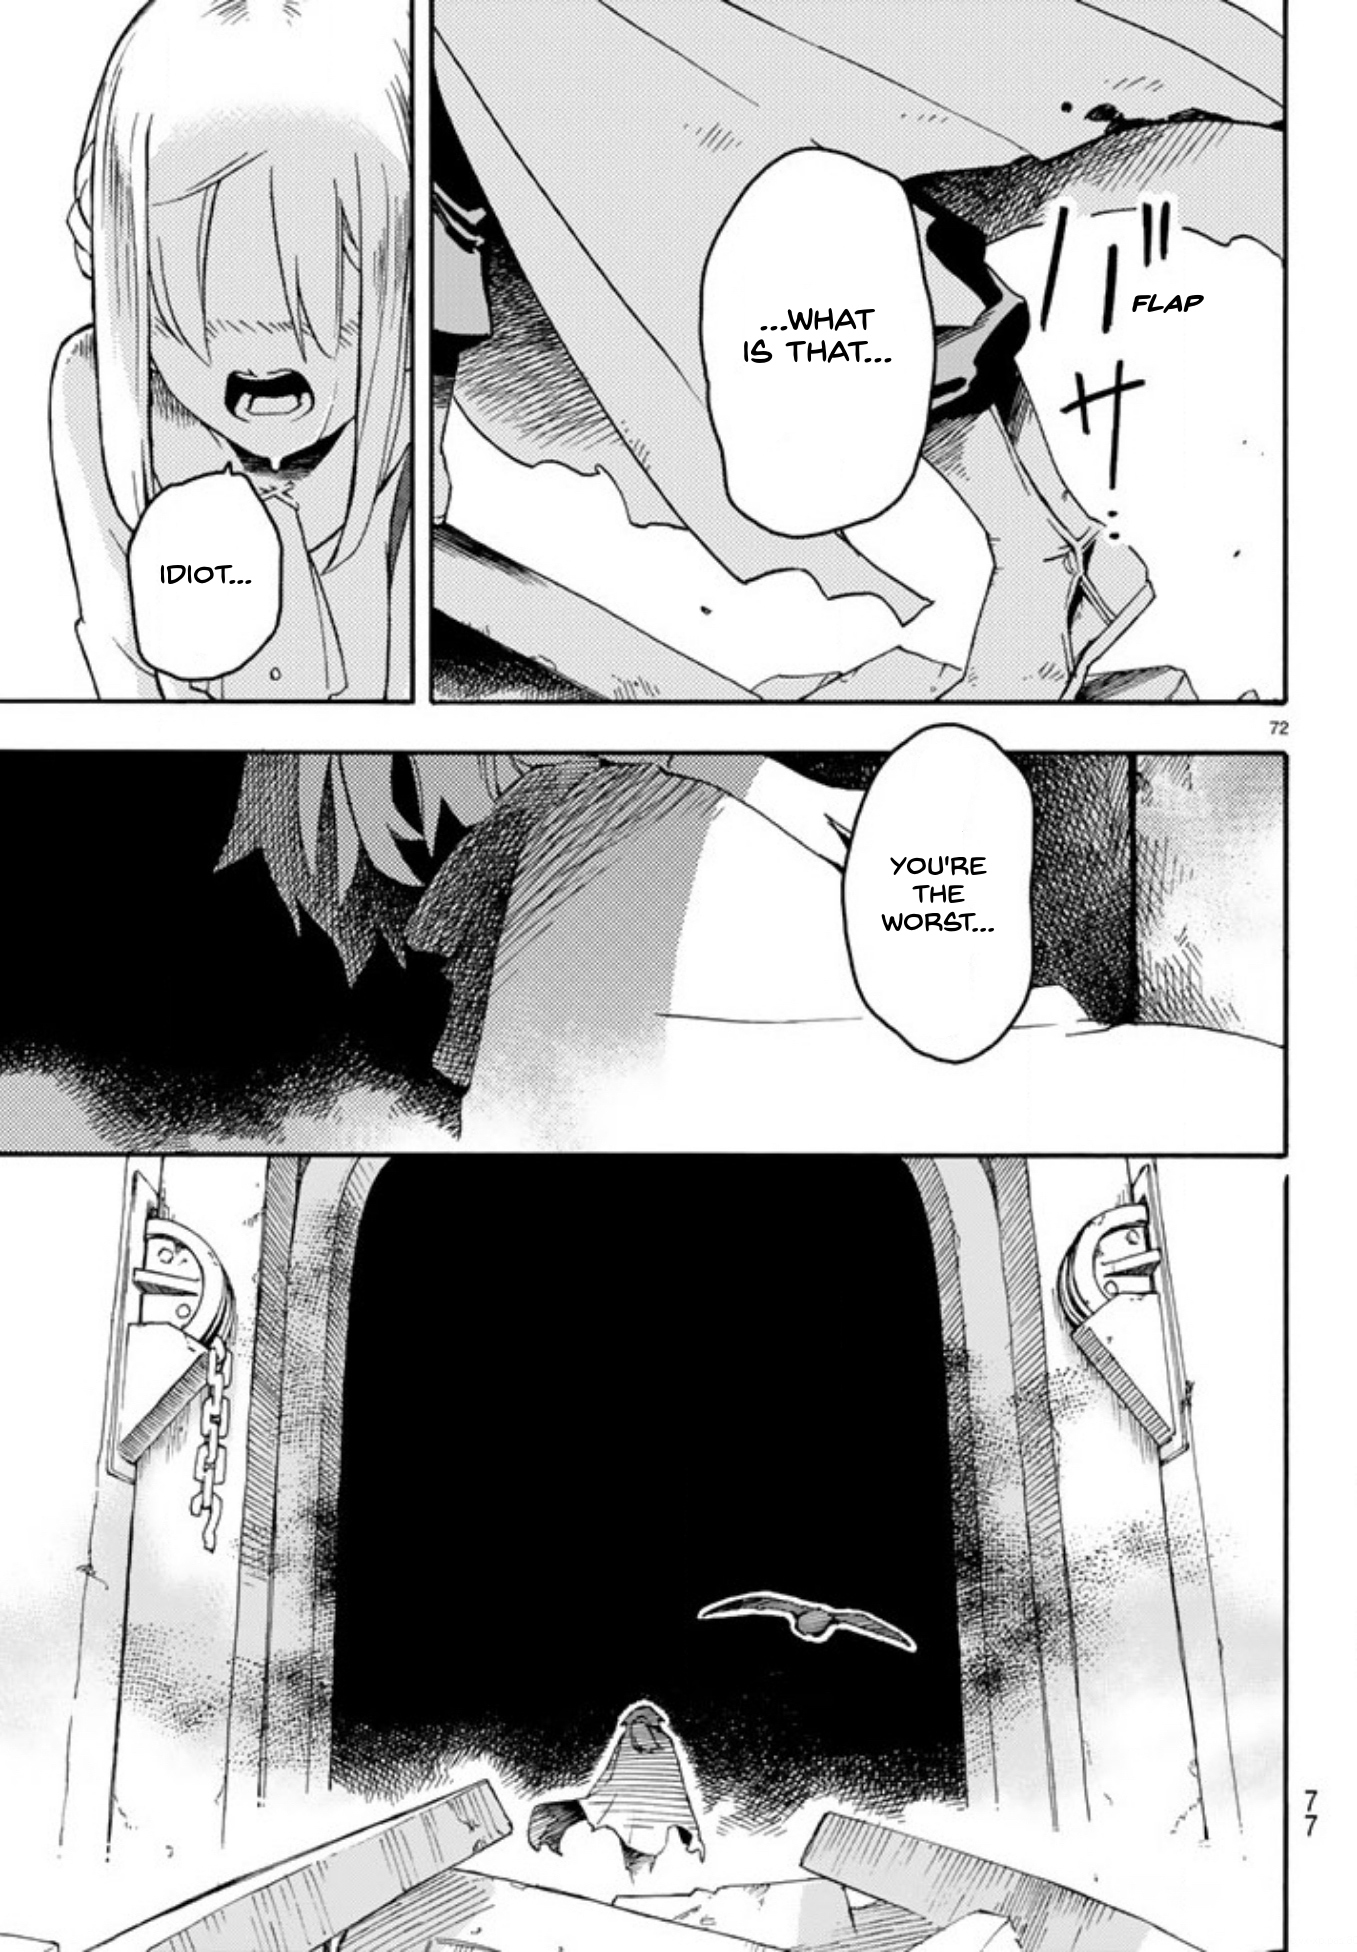 ...WHAT
IS THAT...
バ
サ
FLAP
IDIOT...
72
YOU'RE
THE
WORST...
77